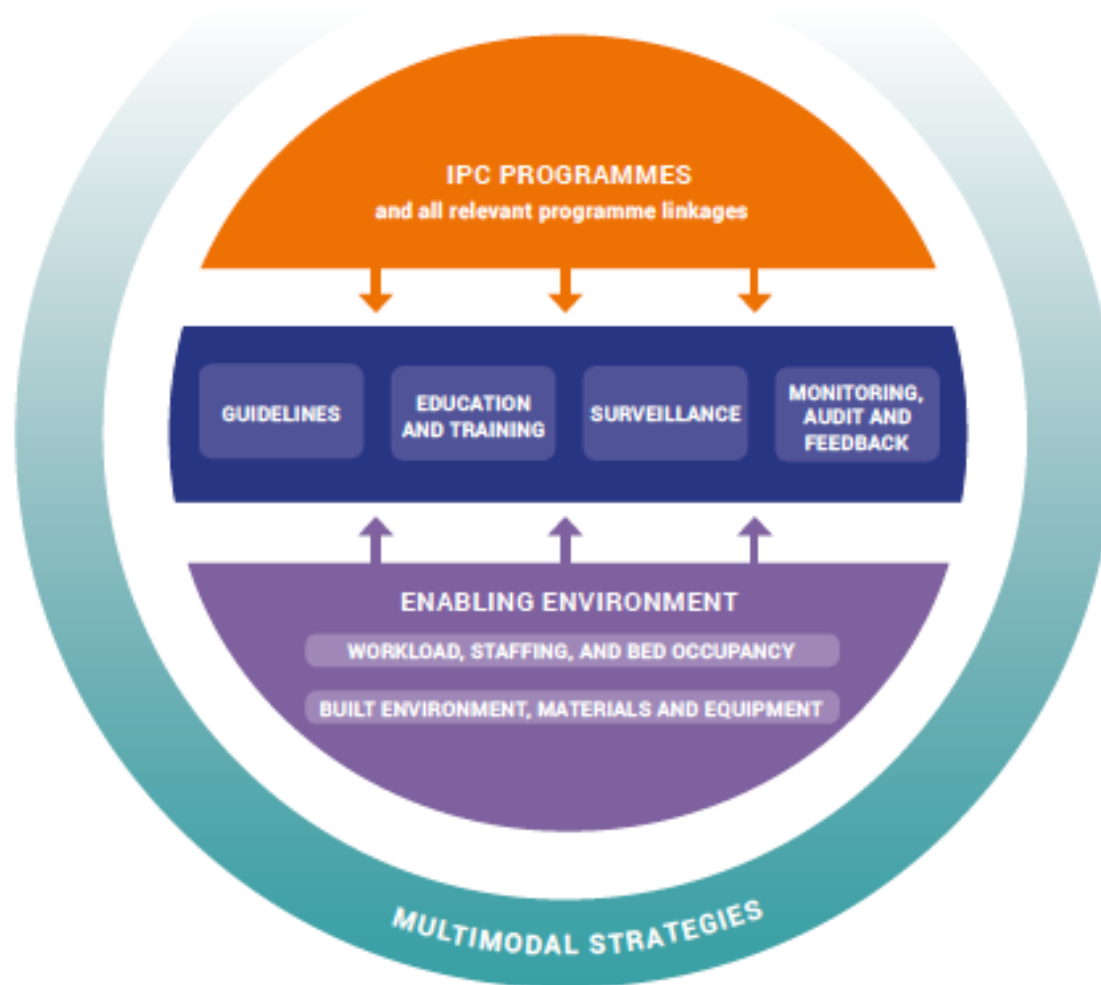 IPC PROGRAMMES
and all relevant programme linkages
GUIDELINES
EDUCATION
AND TRAINING
SURVEILLANCE
MONITORING,
AUDIT AND
FEEDBACK
ENABLING ENVIRONMENT
WORKLOAD, STAFFING, AND BED OCCUPANCY
BUILT ENVIRONMENT, MATERIALS AND EQUIPMENT
MULTIMODAL STRATEGIES